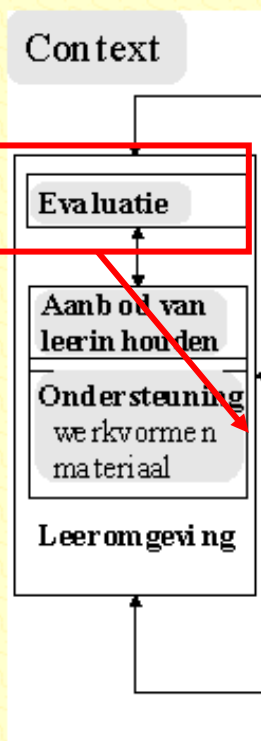 Context
Evaluatie
Aanbod van
leerinhouden
Ondersteuning
werkvormen
materiaal
Leeromgeving